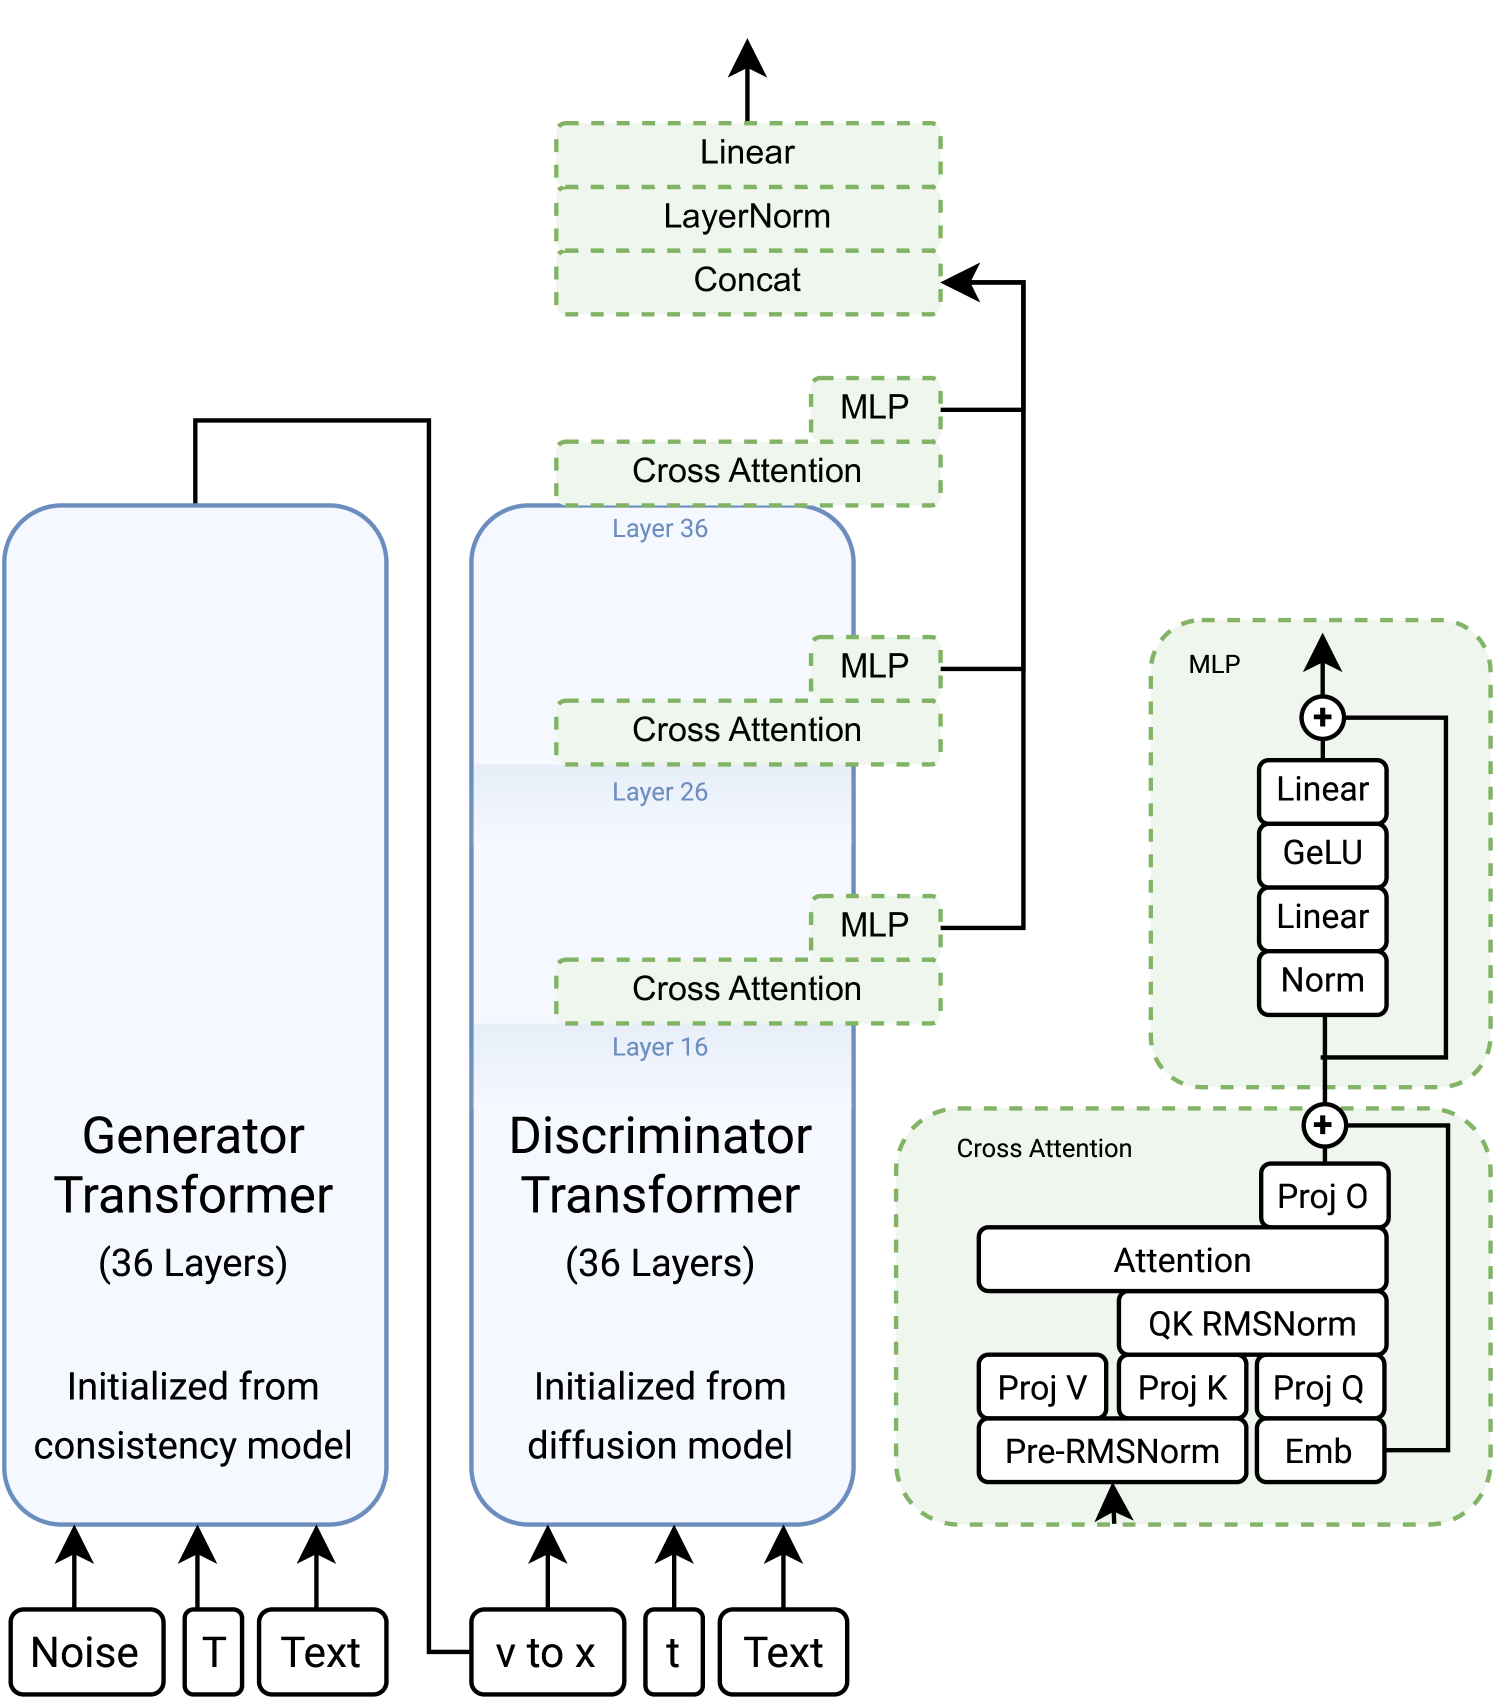 Linear
LayerNorm
Concat
MLP
Cross Attention
Layer 36
MLP
Cross Attention
Layer 26
MLP
Cross Attention
Layer 16
Generator
Transformer
(36 Layers)
Initialized from
consistency model
Discriminator
Transformer
(36 Layers)
Initialized from
diffusion model
Noise
T
Text
v to x
t
Text
MLP
+
Linear
GeLU
Linear
Norm
Cross Attention
+
Proj O
Attention
QK RMSNorm
Proj V
Proj K
Proj Q
Pre-RMSNorm
Emb